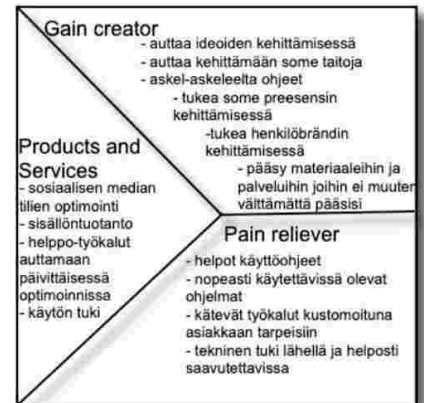 Gain creator
- auttaa ideoiden kehittämisessä
- auttaa kehittämään some taitoja
- askel-askeleelta ohjeet
- tukea some preesensin
kehittämisessä
-tukea henkilöbrändin
kehittämisessä
- pääsy materiaaleihin ja
palveluihin joihin ei muuten
välttämättä pääsisi
Products and
Services
- sosiaalisen median
tilien optimointi
- sisällöntuotanto
- helppo-työkalut
auttamaan
päivittäisessä
optimoinnissa
- käytön tuki
Pain reliever
- helpot käyttöohjeet
- nopeasti käytettävissä olevat
ohjelmat
- kätevät työkalut kustomoituna
asiakkaan tarpeisiin
- tekninen tuki lähellä ja helposti
saavutettavissa